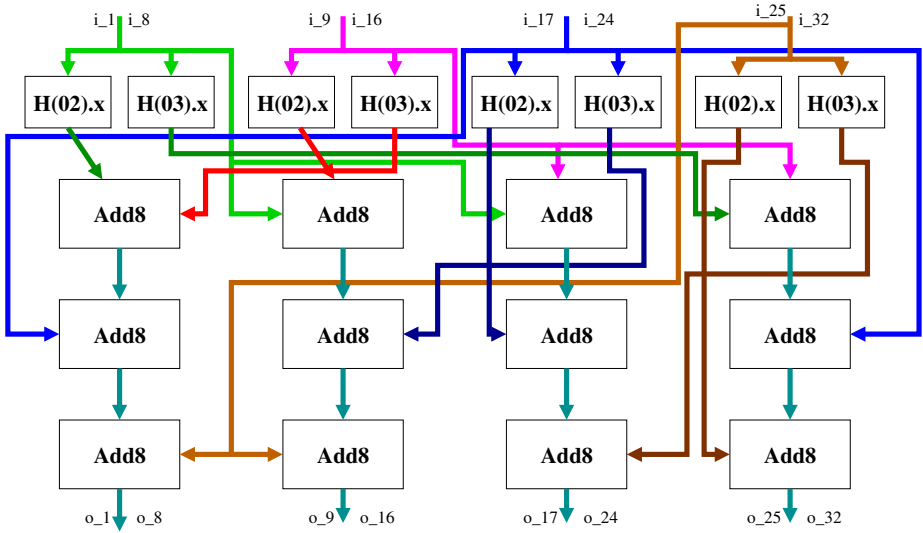 i_1 i_8 i_9 i_16 i_17 i_24 i_25 i_32
H(02).x H(03).x H(02).x H(03).x H(02).x H(03).x H(02).x H(03).x
Add8 Add8 Add8 Add8
Add8 Add8 Add8 Add8
Add8 Add8 Add8 Add8
o_1 o_8 o_9 o_16 o_17 o_24 o_25 o_32